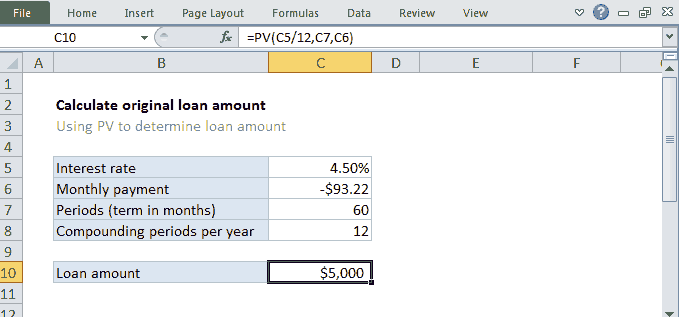 File Home Insert Page Layout Formulas Data Review View ?
C10 fx =PV(C5/12,C7,C6)
A B C D E F
1
2 Calculate original loan amount
3 Using PV to determine loan amount
4
5 Interest rate 4.50%
6 Monthly payment -$93.22
7 Periods (term in months) 60
8 Compounding periods per year 12
9
10 Loan amount $5,000
11
12